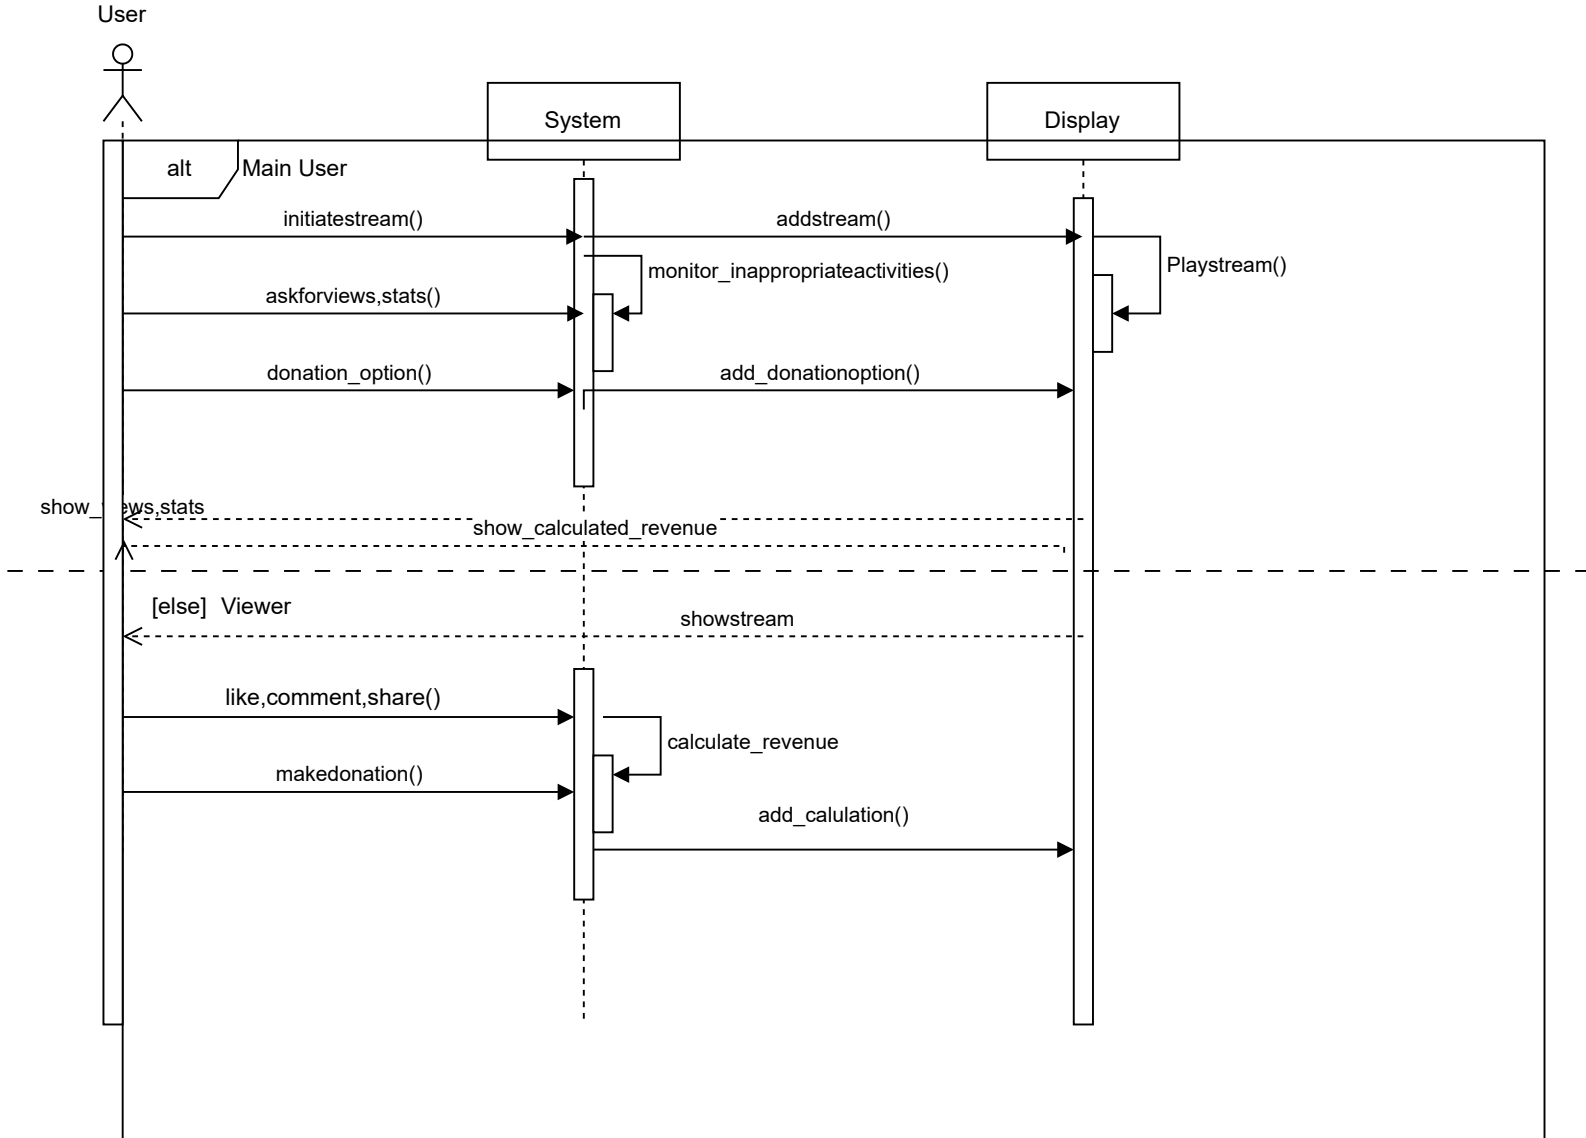 User
System
Display
alt
Main User
initiatestream()
addstream()
monitor_inappropriateactivities()
Playstream()
askforviews,stats()
donation_option()
add_donationoption()
show_ ews,stats
show_calculated_revenue
[else] Viewer
showstream
like,comment,share()
calculate_revenue
makedonation()
add_calulation()